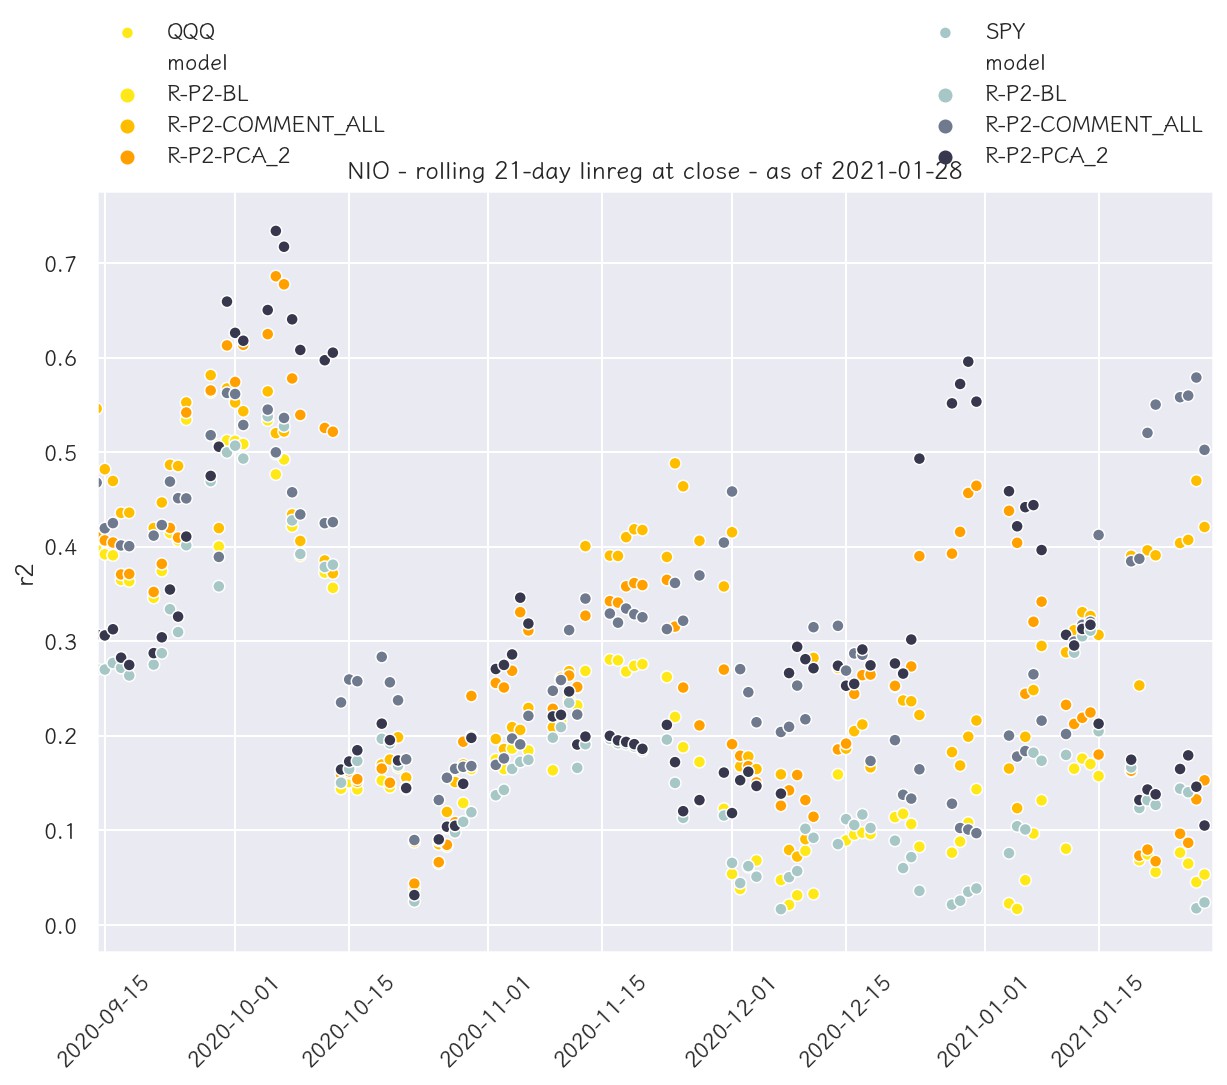 QQQ
model
R-P2-BL
R-P2-COMMENT_ALL
R-P2-PCA_2
SPY
model
R-P2-BL
R-P2-COMMENT_ALL
R-P2-PCA_2
NIO - rolling 21-day linreg at close - as of 2021-01-28
r2
0.7
0.6
0.5
0.4
0.3
0.2
0.1
0.0
2020-09-15
2020-10-01
2020-10-15
2020-11-01
2020-11-15
2020-12-01
2020-12-15
2021-01-01
2021-01-15